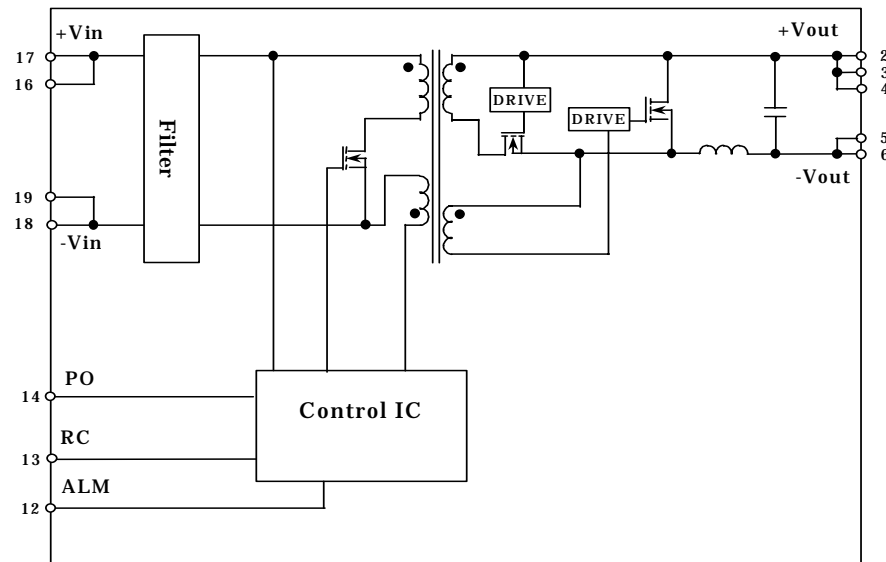 +Vin
+Vout
17
2
3
16
4
DRIVE
DRIVE
Filter
5
6
19
-Vout
18
-Vin
PO
14
Control IC
RC
13
ALM
12